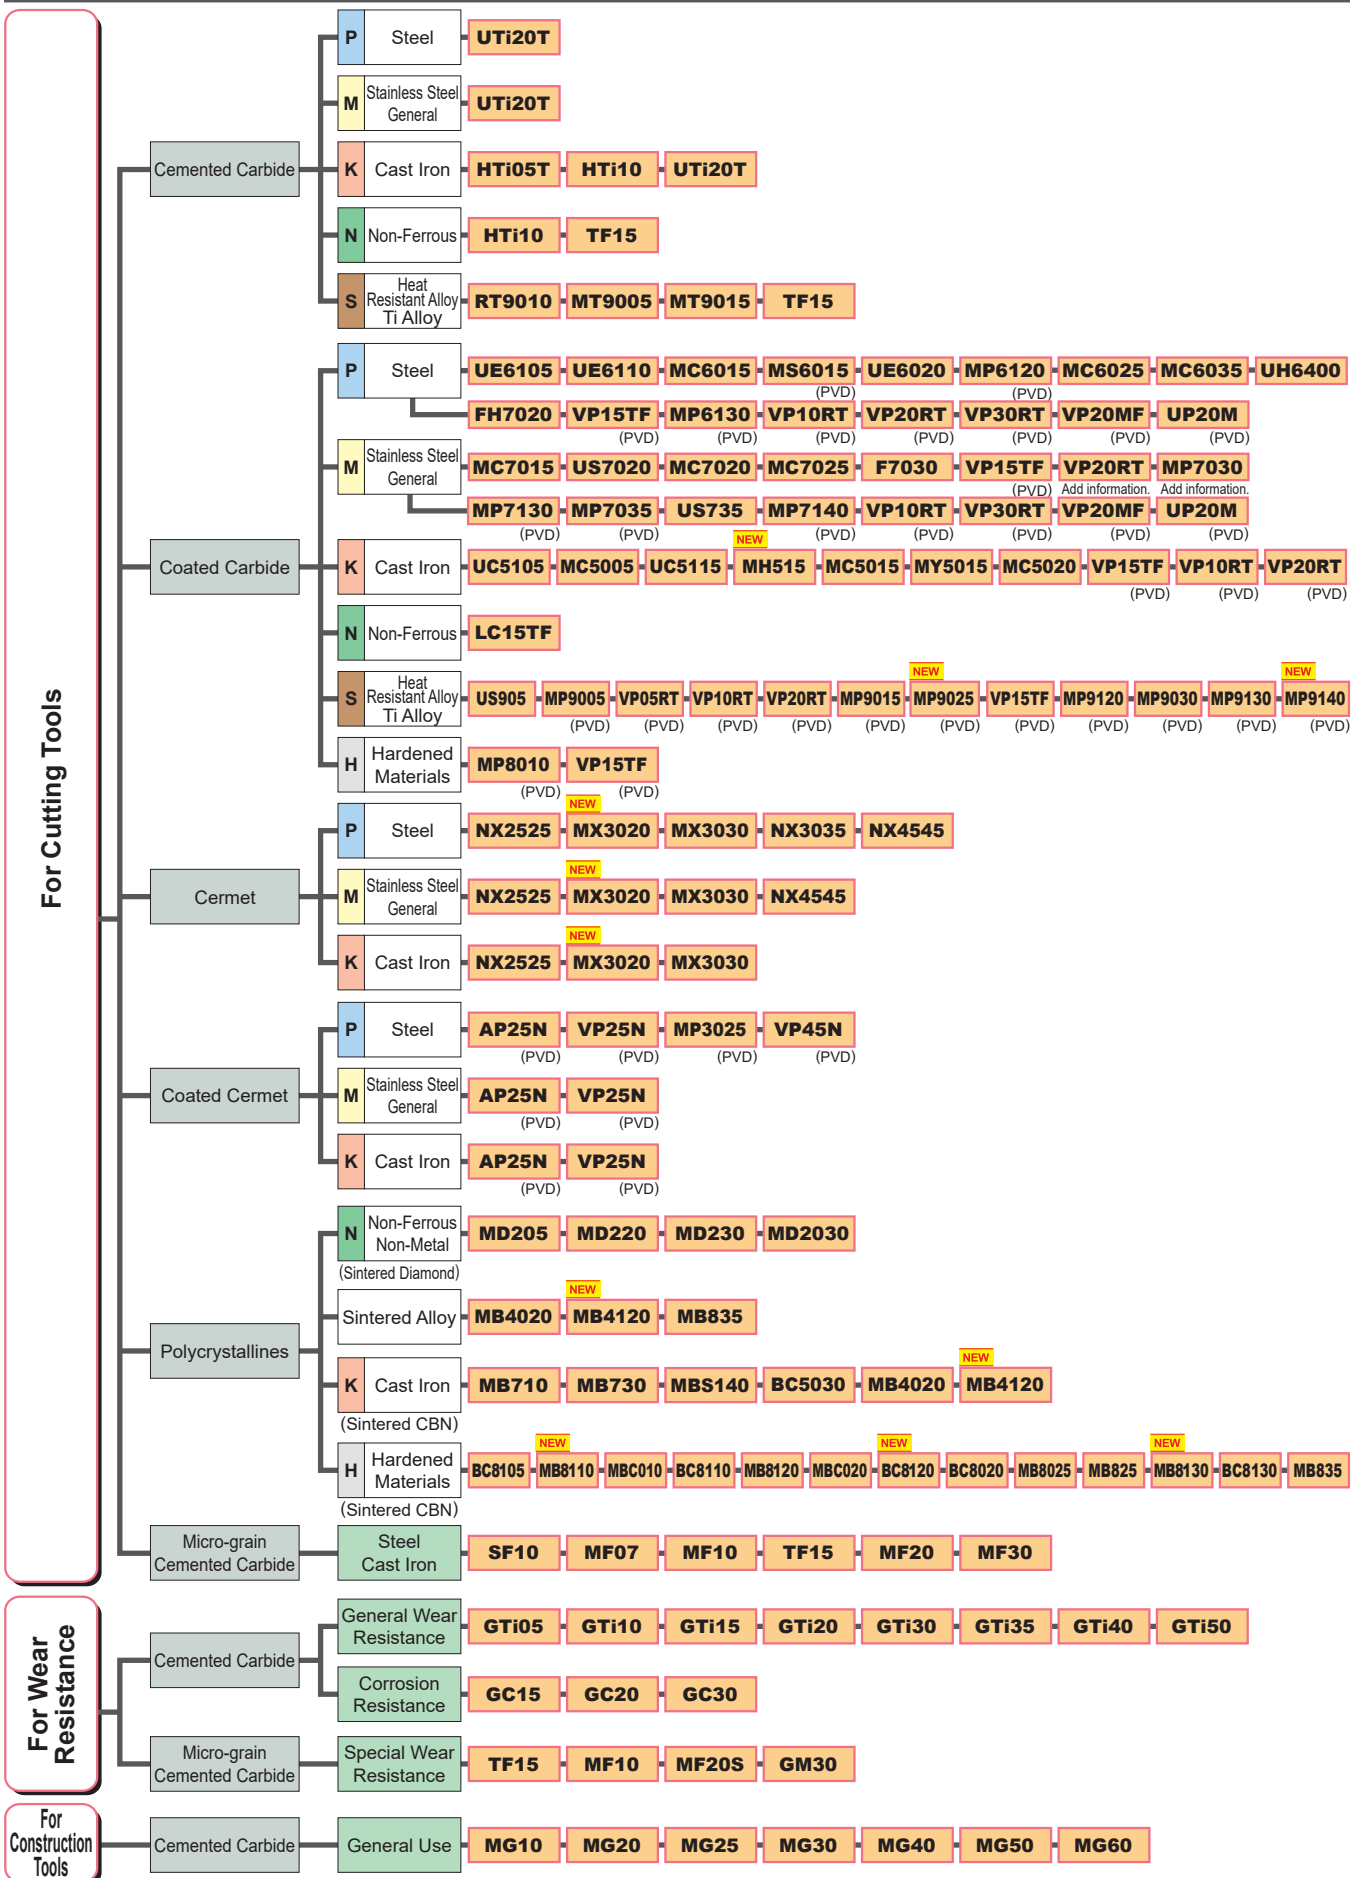 For Cutting Tools
Cemented Carbide
P Steel UTi20T
M Stainless Steel
General UTi20T
K Cast Iron HTi05T HTi10 UTi20T
N Non-Ferrous HTi10 TF15
S Heat
Resistant Alloy
Ti Alloy RT9010 MT9005 MT9015 TF15
Coated Carbide
P Steel UE6105 UE6110 MC6015 MS6015 UE6020 MP6120 MC6025 MC6035 UH6400
(PVD) (PVD)
FH7020 VP15TF MP6130 VP10RT VP20RT VP30RT VP20MF UP20M
(PVD) (PVD) (PVD) (PVD) (PVD) (PVD) (PVD)
M Stainless Steel
General MC7015 US7020 MC7020 MC7025 F7030 VP15TF VP20RT MP7030
(PVD) Add information. Add information.
MP7130 MP7035 US735 MP7140 VP10RT VP30RT VP20MF UP20M
(PVD) (PVD) (PVD) (PVD) (PVD) (PVD) (PVD)
NEW
K Cast Iron UC5105 MC5005 UC5115 MH515 MC5015 MY5015 MC5020 VP15TF VP10RT VP20RT
(PVD) (PVD) (PVD)
N Non-Ferrous LC15TF
NEW NEW
S Heat
Resistant Alloy
Ti Alloy US905 MP9005 VP05RT VP10RT VP20RT MP9015 MP9025 VP15TF MP9120 MP9030 MP9130 MP9140
(PVD) (PVD) (PVD) (PVD) (PVD) (PVD) (PVD) (PVD) (PVD) (PVD) (PVD)
H Hardened
Materials MP8010 VP15TF
(PVD) (PVD)
Cermet
NEW
P Steel NX2525 MX3020 MX3030 NX3035 NX4545
NEW
M Stainless Steel
General NX2525 MX3020 MX3030 NX4545
NEW
K Cast Iron NX2525 MX3020 MX3030
Coated Cermet
P Steel AP25N VP25N MP3025 VP45N
(PVD) (PVD) (PVD) (PVD)
M Stainless Steel
General AP25N VP25N
(PVD) (PVD)
K Cast Iron AP25N VP25N
(PVD) (PVD)
Polycrystallines
N Non-Ferrous
Non-Metal MD205 MD220 MD230 MD2030
(Sintered Diamond)
NEW
Sintered Alloy MB4020 MB4120 MB835
NEW
K Cast Iron MB710 MB730 MBS140 BC5030 MB4020 MB4120
(Sintered CBN)
NEW NEW NEW
H Hardened
Materials BC8105 MB8110 MBC010 BC8110 MB8120 MBC020 BC8120 BC8020 MB8025 MB825 MB8130 BC8130 MB835
(Sintered CBN)
Micro-grain
Cemented Carbide
Steel
Cast Iron SF10 MF07 MF10 TF15 MF20 MF30
For Wear
Resistance
Cemented Carbide
General Wear
Resistance GTi05 GTi10 GTi15 GTi20 GTi30 GTi35 GTi40 GTi50
Corrosion
Resistance GC15 GC20 GC30
Micro-grain
Cemented Carbide
Special Wear
Resistance TF15 MF10 MF20S GM30
For
Construction
Tools
Cemented Carbide
General Use MG10 MG20 MG25 MG30 MG40 MG50 MG60